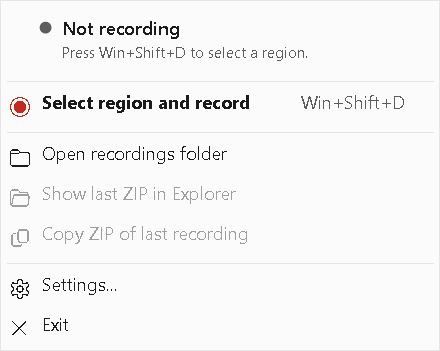 Not recording
Press Win+Shift+D to select a region.
Select region and record Win+Shift+D
Open recordings folder
Show last ZIP in Explorer
Copy ZIP of last recording
Settings...
Exit